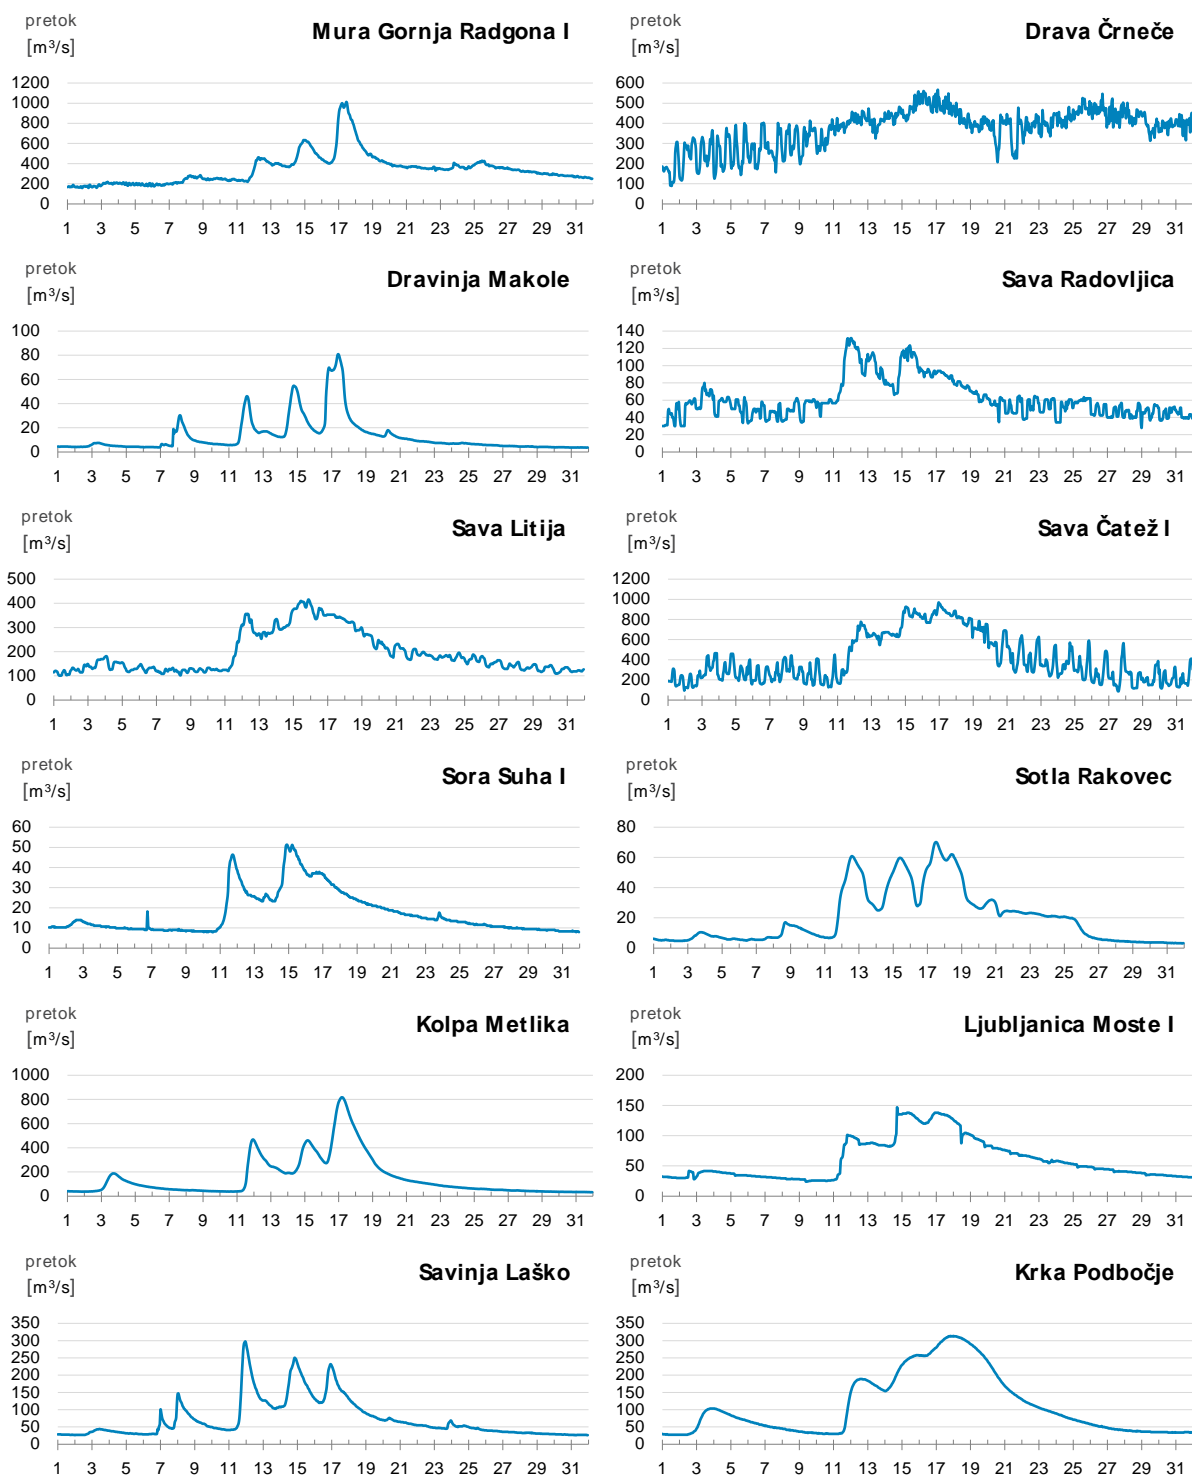 pretok
[m³/s]
Mura Gornja Radgona I
1200
1000
800
600
400
200
0
1 3 5 7 9 11 13 15 17 19 21 23 25 27 29 31
pretok
[m³/s]
Drava Črneče
600
500
400
300
200
100
0
1 3 5 7 9 11 13 15 17 19 21 23 25 27 29 31
pretok
[m³/s]
Dravinja Makole
100
80
60
40
20
0
1 3 5 7 9 11 13 15 17 19 21 23 25 27 29 31
pretok
[m³/s]
Sava Radovljica
140
120
100
80
60
40
20
0
1 3 5 7 9 11 13 15 17 19 21 23 25 27 29 31
pretok
[m³/s]
Sava Litija
500
400
300
200
100
0
1 3 5 7 9 11 13 15 17 19 21 23 25 27 29 31
pretok
[m³/s]
Sava Čatež I
1200
1000
800
600
400
200
0
1 3 5 7 9 11 13 15 17 19 21 23 25 27 29 31
pretok
[m³/s]
Sora Suha I
60
50
40
30
20
10
0
1 3 5 7 9 11 13 15 17 19 21 23 25 27 29 31
pretok
[m³/s]
Sotla Rakovec
80
60
40
20
0
1 3 5 7 9 11 13 15 17 19 21 23 25 27 29 31
pretok
[m³/s]
Kolpa Metlika
1000
800
600
400
200
0
1 3 5 7 9 11 13 15 17 19 21 23 25 27 29 31
pretok
[m³/s]
Ljubljanica Moste I
200
150
100
50
0
1 3 5 7 9 11 13 15 17 19 21 23 25 27 29 31
pretok
[m³/s]
Savinja Laško
350
300
250
200
150
100
50
0
1 3 5 7 9 11 13 15 17 19 21 23 25 27 29 31
pretok
[m³/s]
Krka Podbočje
350
300
250
200
150
100
50
0
1 3 5 7 9 11 13 15 17 19 21 23 25 27 29 31